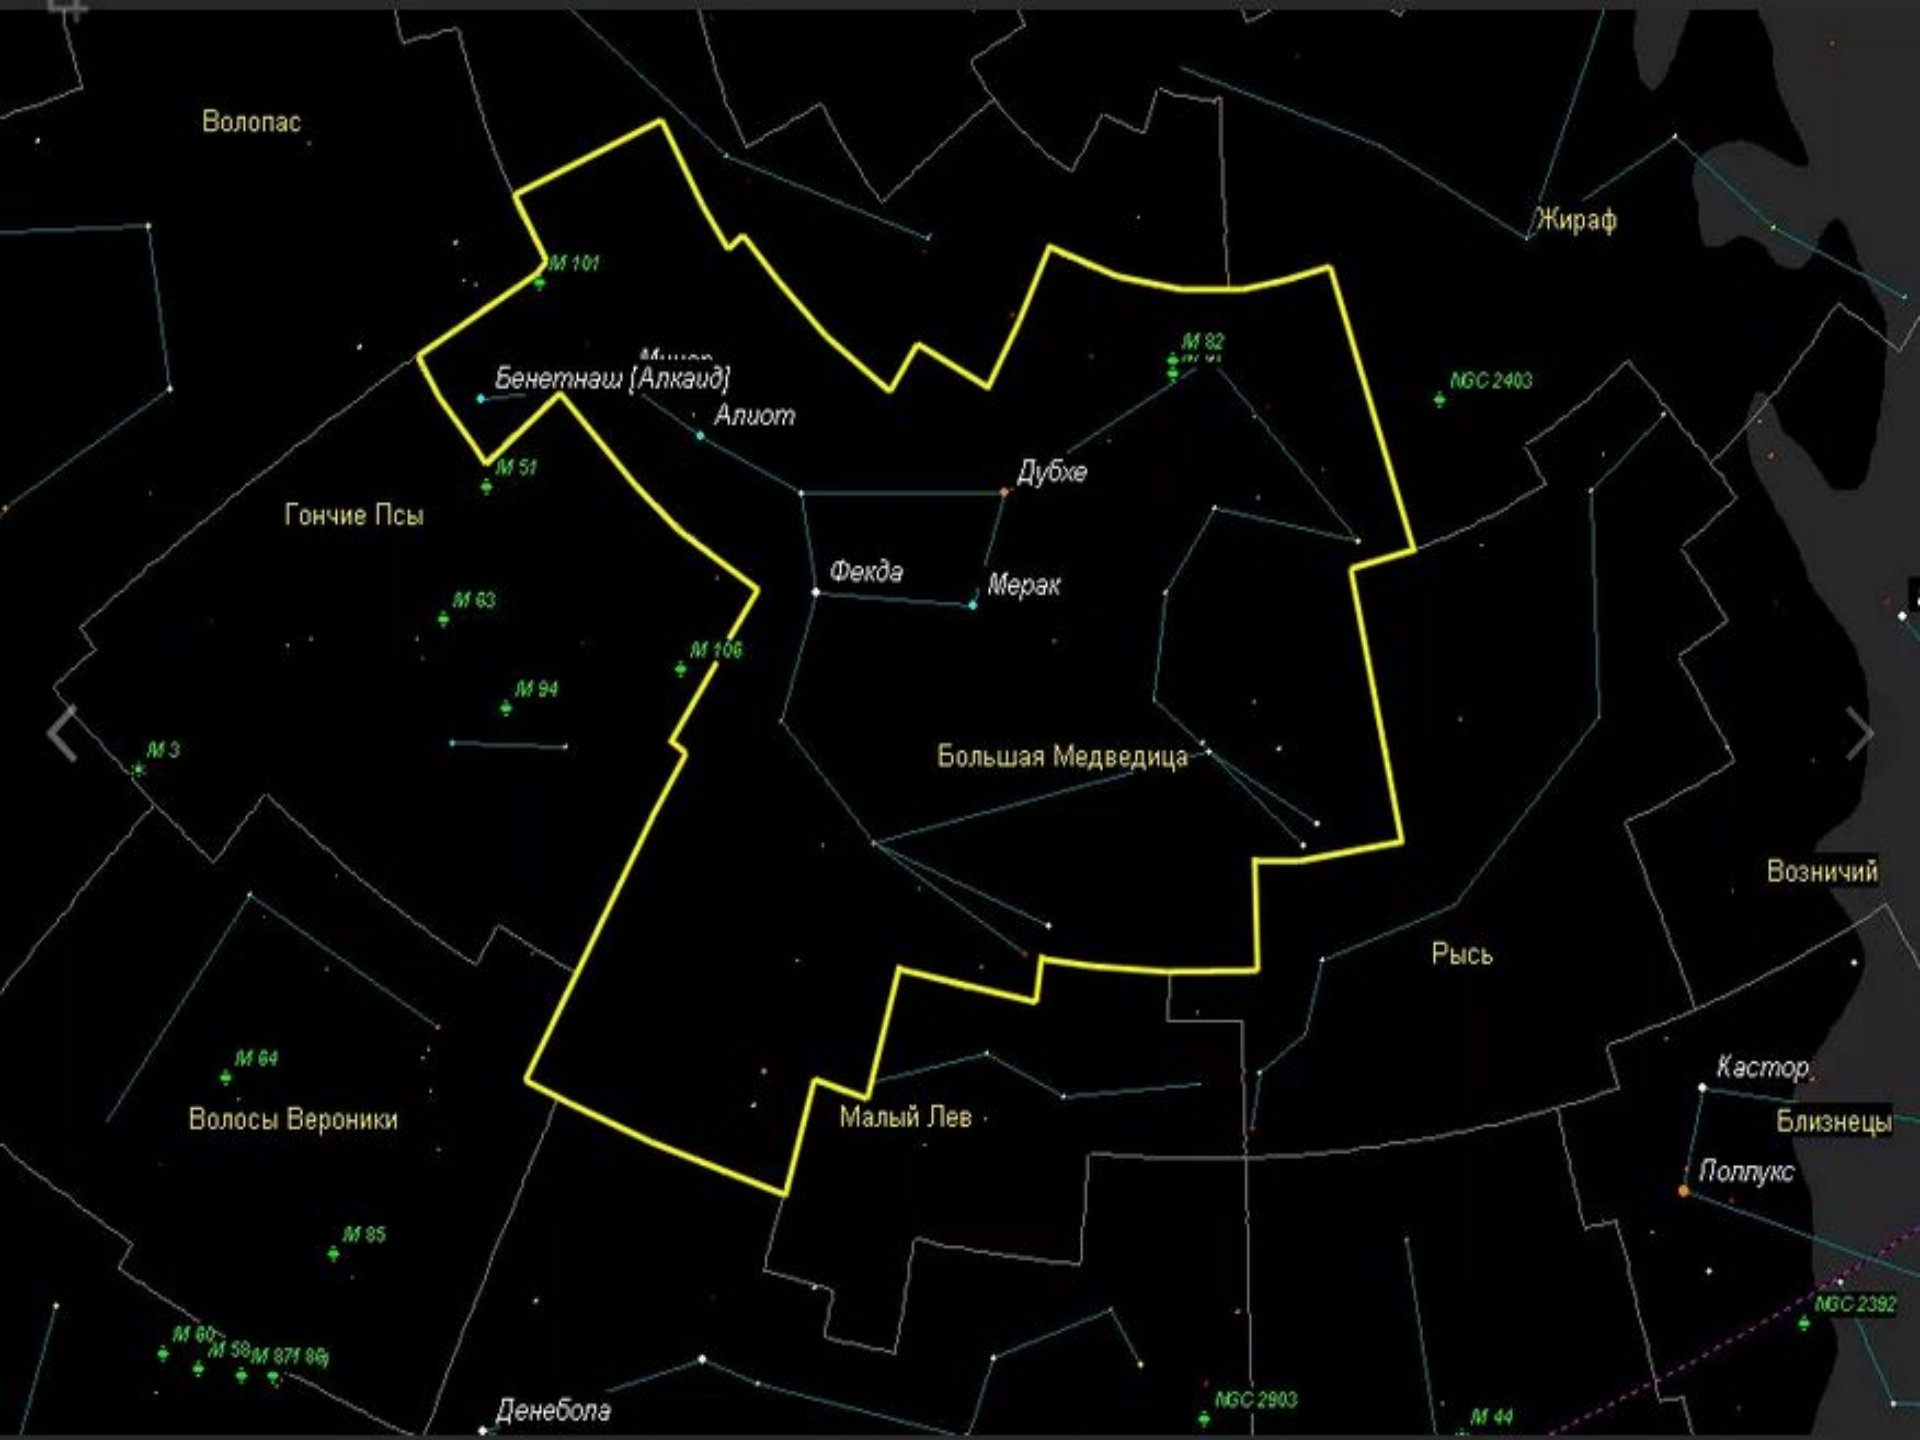 Волопас
Жираф
M 101
M 82
NGC 2403
Бенетнаш [Алкаид]
Алиот
Дубхе
M 51
Гончие Псы
Фекда
Мерак
M 63
M 106
M 94
M 3
Большая Медведица
Возничий
Рысь
M 64
Кастор
Волосы Вероники
Малый Лев
Близнецы
Поллукс
M 85
NGC 2392
M 60
M 58
M 87
Денебола
NGC 2903
M 44